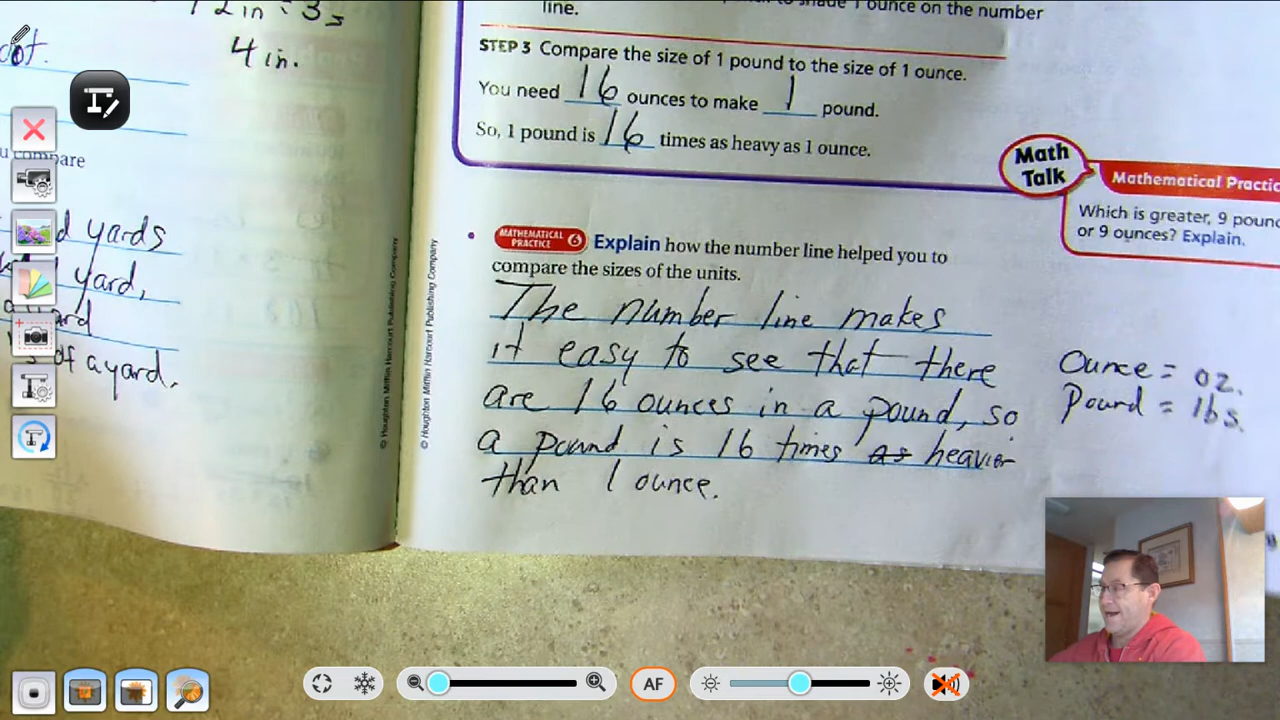 12 in ÷ 3 =
4 in.
compare
d yards
yard,
of a yard.
shade 1 ounce on the number
line.
STEP 3 Compare the size of 1 pound to the size of 1 ounce.
You need 16 ounces to make 1 pound.
So, 1 pound is 16 times as heavy as 1 ounce.
Math
Talk
Mathematical Practic
Which is greater, 9 pound
or 9 ounces? Explain.
MATHEMATICAL
PRACTICE 6 Explain how the number line helped you to
compare the sizes of the units.
The number line makes
it easy to see that there
are 16 ounces in a pound, so
a pound is 16 times as heavier
than 1 ounce.
Ounce = oz.
Pound = lbs.
© Houghton Mifflin Harcourt Publishing Company
© Houghton Mifflin Harcourt Publishing Company
AF